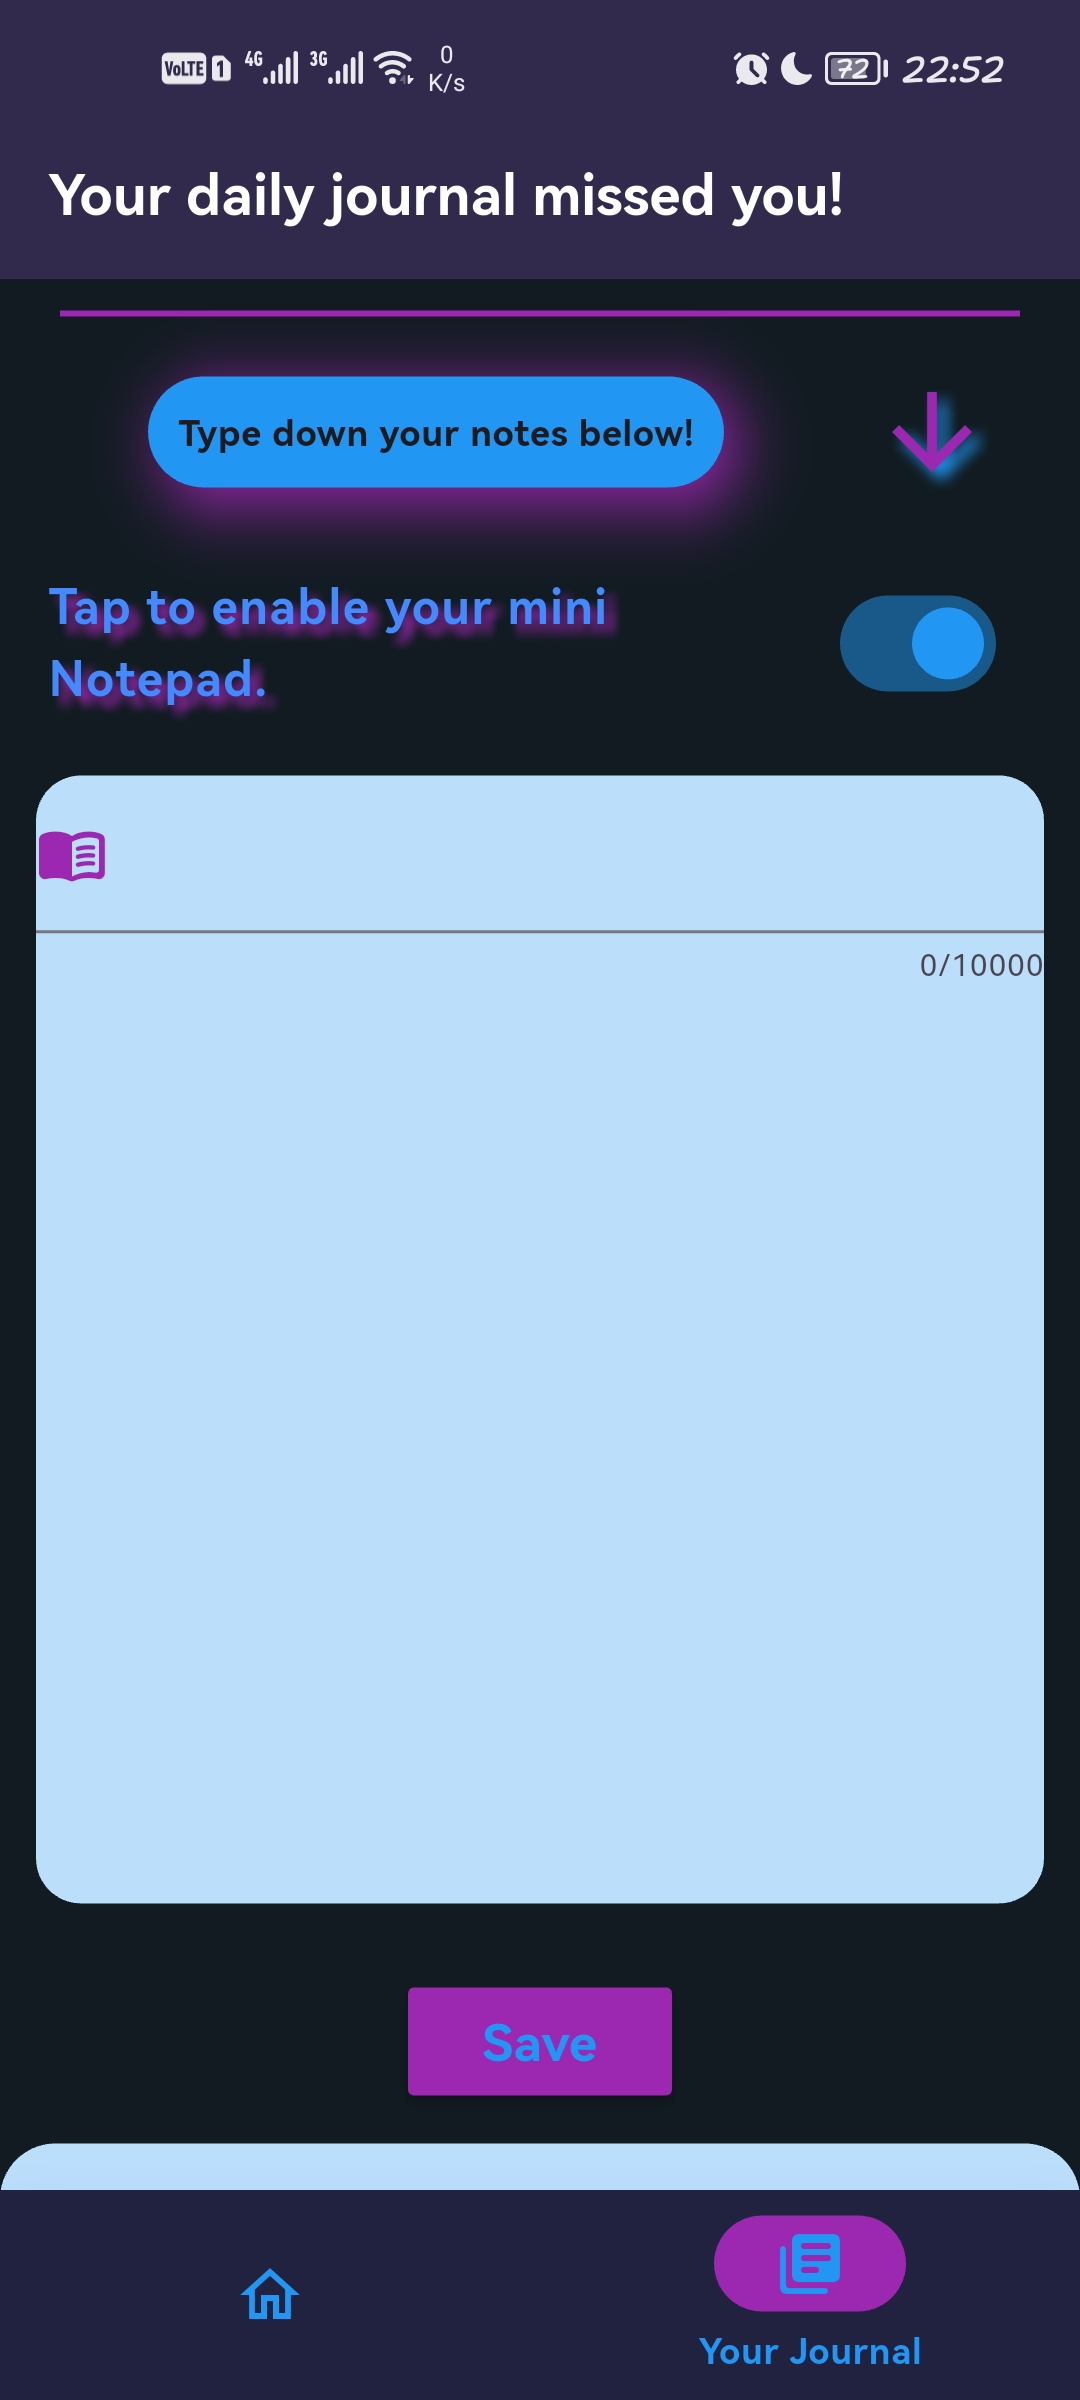 VoLTE 1 4G 3G 0 K/s 72 22:52
Your daily journal missed you!
Type down your notes below!
Tap to enable your mini
Notepad.
0/10000
Save
Your Journal